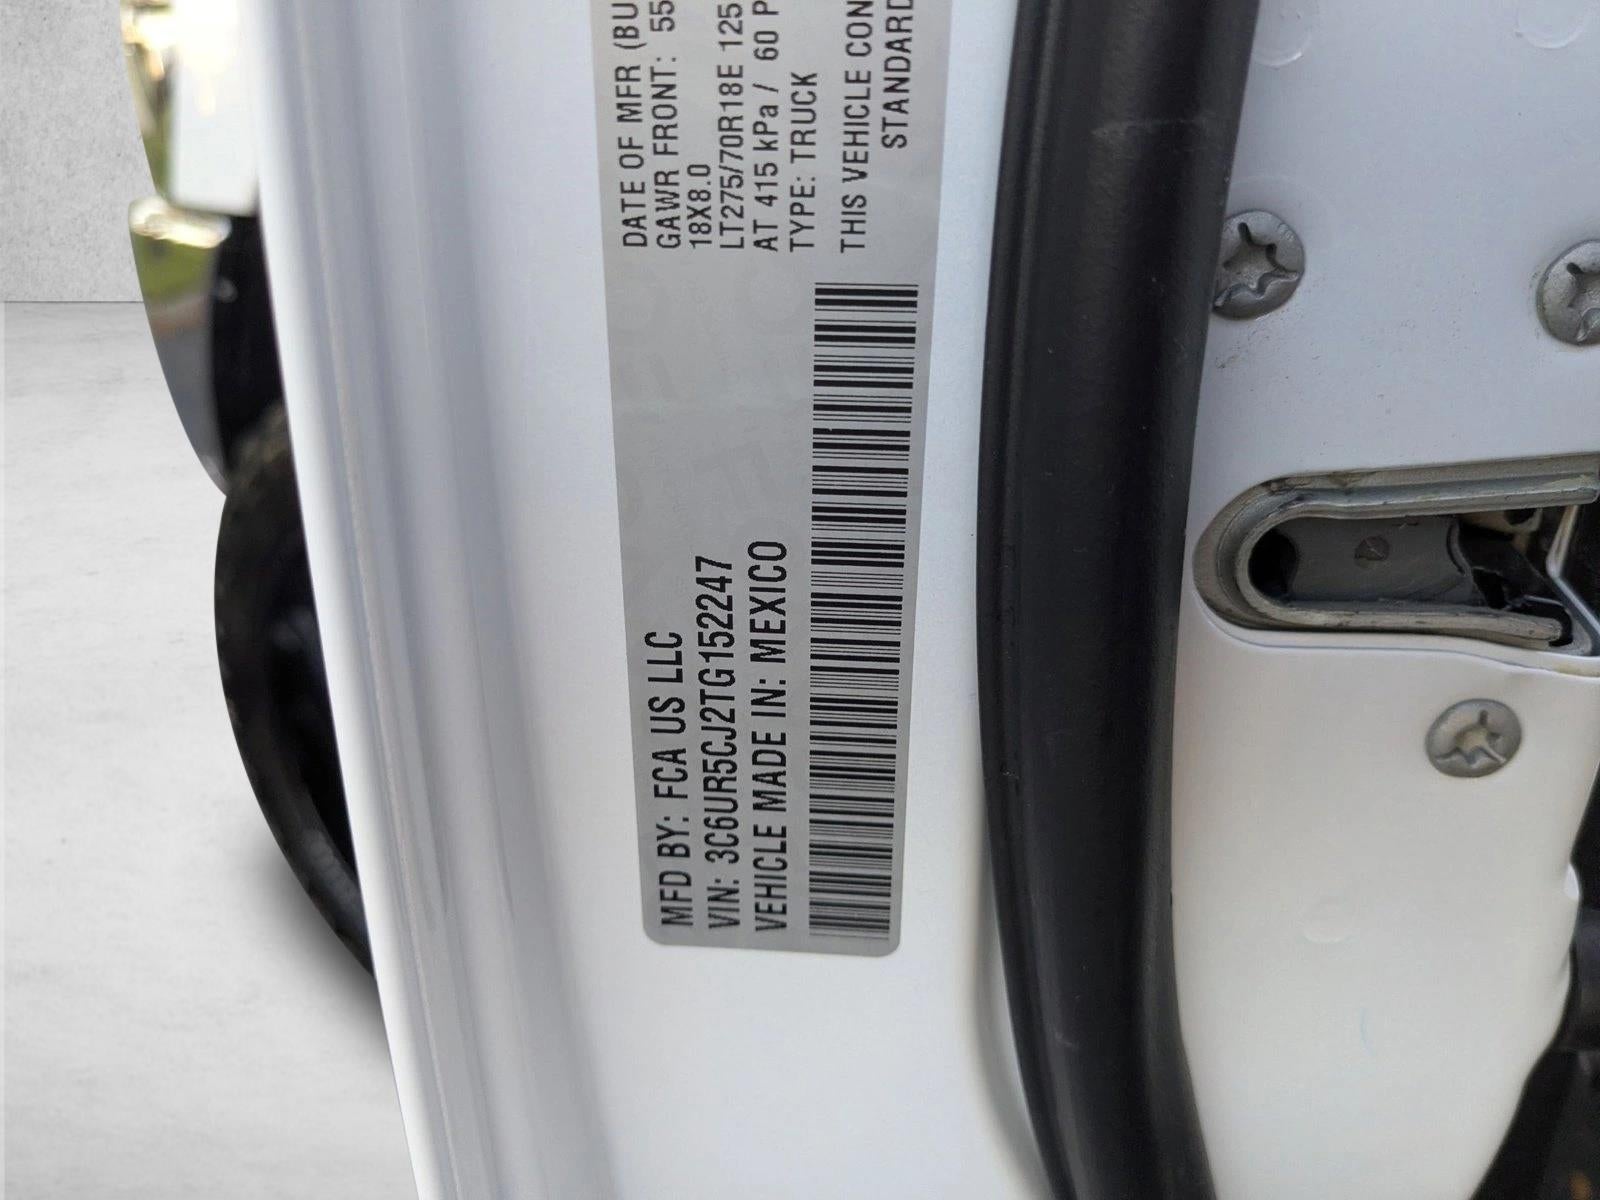 MFD BY: FCA US LLC
VIN: 3C6UR5CJ2TG152247
VEHICLE MADE IN: MEXICO
DATE OF MFR (BU
GAWR FRONT: 55
18X8.0
LT275/70R18E 125
AT 415 kPa / 60 P
TYPE: TRUCK
THIS VEHICLE CON
STANDARD